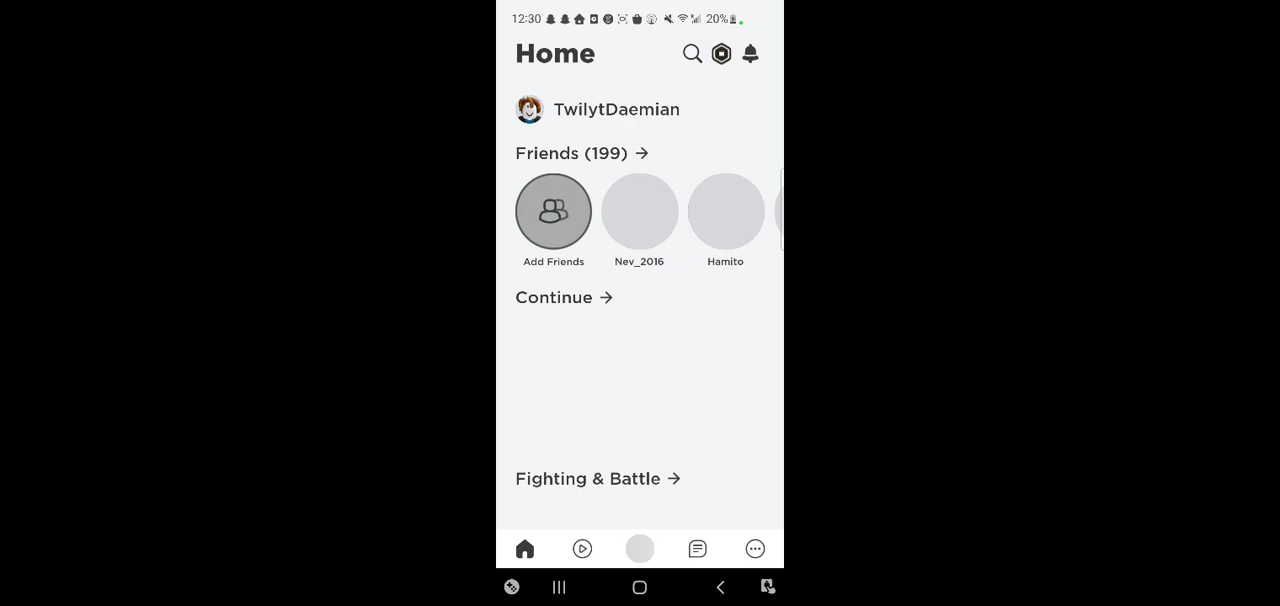 12:30 20%
Home
TwilytDaemian
Friends (199) →
Add Friends Nev_2016 Hamito
Continue →
Fighting & Battle →